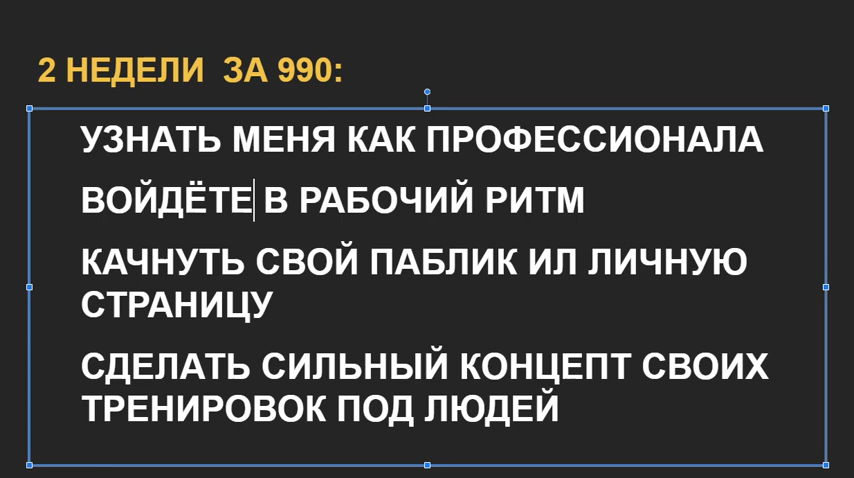 2 НЕДЕЛИ  ЗА 990:
УЗНАТЬ МЕНЯ КАК ПРОФЕССИОНАЛА
ВОЙДЁТЕ В РАБОЧИЙ РИТМ
КАЧНУТЬ СВОЙ ПАБЛИК ИЛ ЛИЧНУЮ
СТРАНИЦУ
СДЕЛАТЬ СИЛЬНЫЙ КОНЦЕПТ СВОИХ
ТРЕНИРОВОК ПОД ЛЮДЕЙ